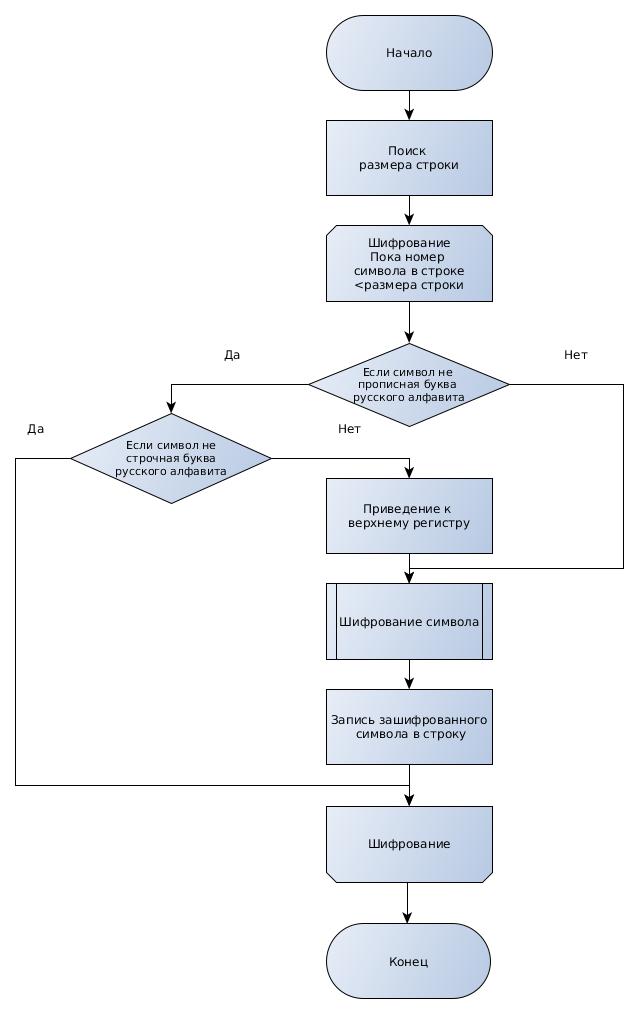 Начало
Поиск
размера строки
Шифрование
Пока номер
символа в строке
<размера строки
Да
Нет
Если символ не
прописная буква
русского алфавита
Да
Нет
Если символ не
строчная буква
русского алфавита
Приведение к
верхнему регистру
Шифрование символа
Запись зашифрованного
символа в строку
Шифрование
Конец